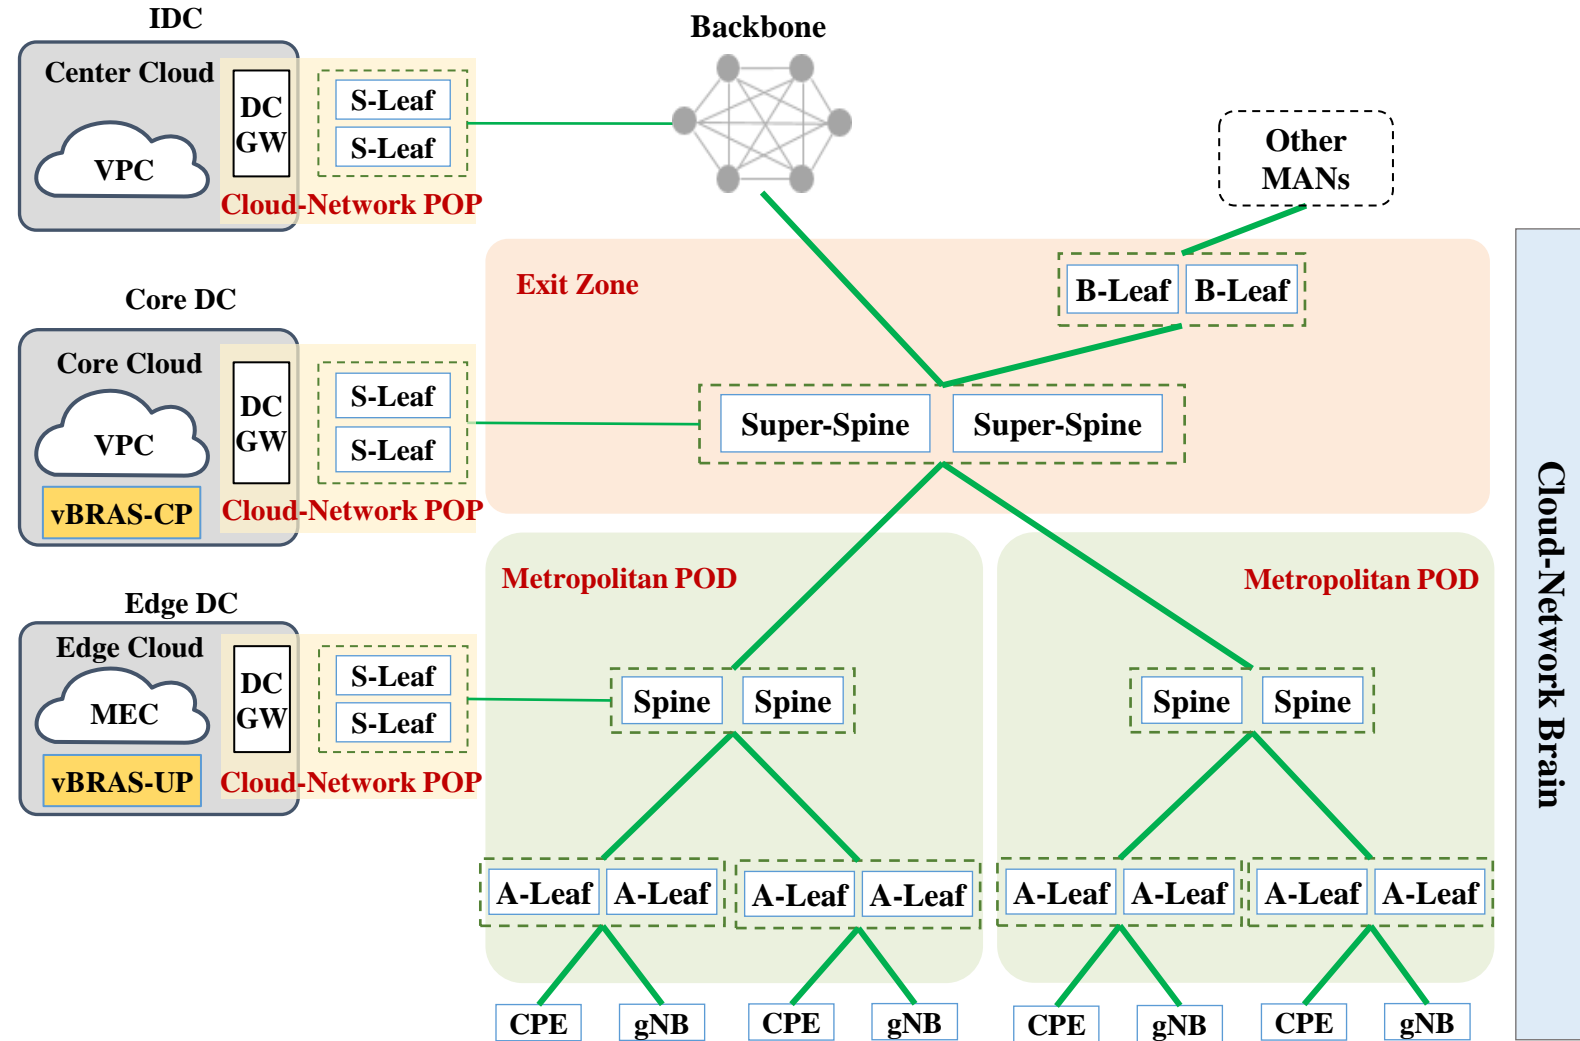 IDC
Center Cloud
VPC
DC
GW
S-Leaf
S-Leaf
Cloud-Network POP
Backbone
Other
MANs
Core DC
Core Cloud
VPC
vBRAS-CP
DC
GW
S-Leaf
S-Leaf
Cloud-Network POP
Exit Zone
B-Leaf B-Leaf
Super-Spine Super-Spine
Edge DC
Edge Cloud
MEC
vBRAS-UP
DC
GW
S-Leaf
S-Leaf
Cloud-Network POP
Metropolitan POD
Spine Spine
A-Leaf A-Leaf A-Leaf A-Leaf
CPE gNB CPE gNB
Metropolitan POD
Spine Spine
A-Leaf A-Leaf A-Leaf A-Leaf
CPE gNB CPE gNB
Cloud-Network Brain